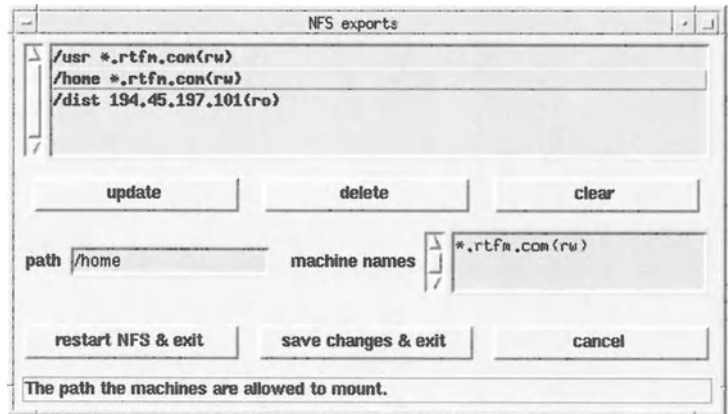 NFS exports
/usr *.rtfm.com(rw)
/home *.rtfm.com(rw)
/dist 194.45.197.101(ro)
update delete clear
path /home machine names *.rtfm.com(rw)
restart NFS & exit save changes & exit cancel
The path the machines are allowed to mount.